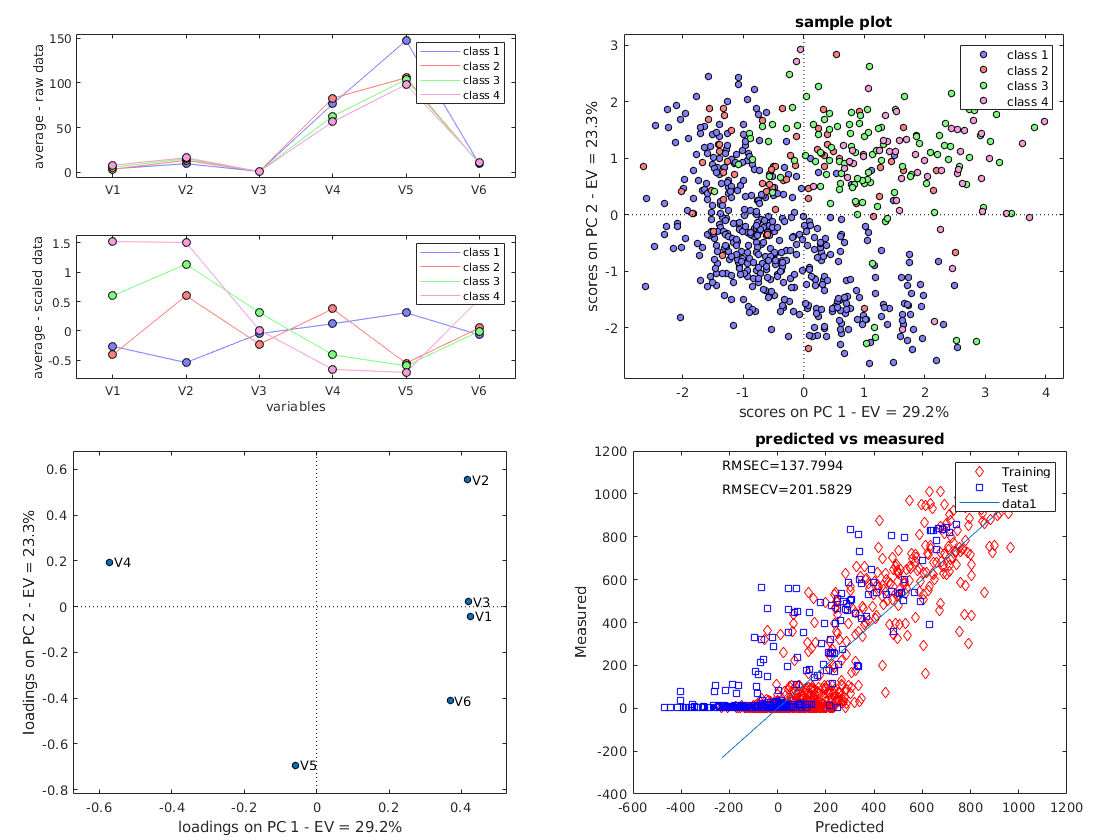 average - raw data
150
100
50
0
V1 V2 V3 V4 V5 V6
class 1
class 2
class 3
class 4
average - scaled data
1.5
1
0.5
0
-0.5
V1 V2 V3 V4 V5 V6
variables
class 1
class 2
class 3
class 4
sample plot
scores on PC 2 - EV = 23.3%
3
2
1
0
-1
-2
-2 -1 0 1 2 3 4
scores on PC 1 - EV = 29.2%
class 1
class 2
class 3
class 4
loadings on PC 2 - EV = 23.3%
0.6
0.4
0.2
0
-0.2
-0.4
-0.6
-0.8
V2
V4
V3
V1
V6
V5
-0.6 -0.4 -0.2 0 0.2 0.4
loadings on PC 1 - EV = 29.2%
predicted vs measured
RMSEC=137.7994
RMSECV=201.5829
Training
Test
data1
Measured
1200
1000
800
600
400
200
0
-200
-400
-600 -400 -200 0 200 400 600 800 1000 1200
Predicted